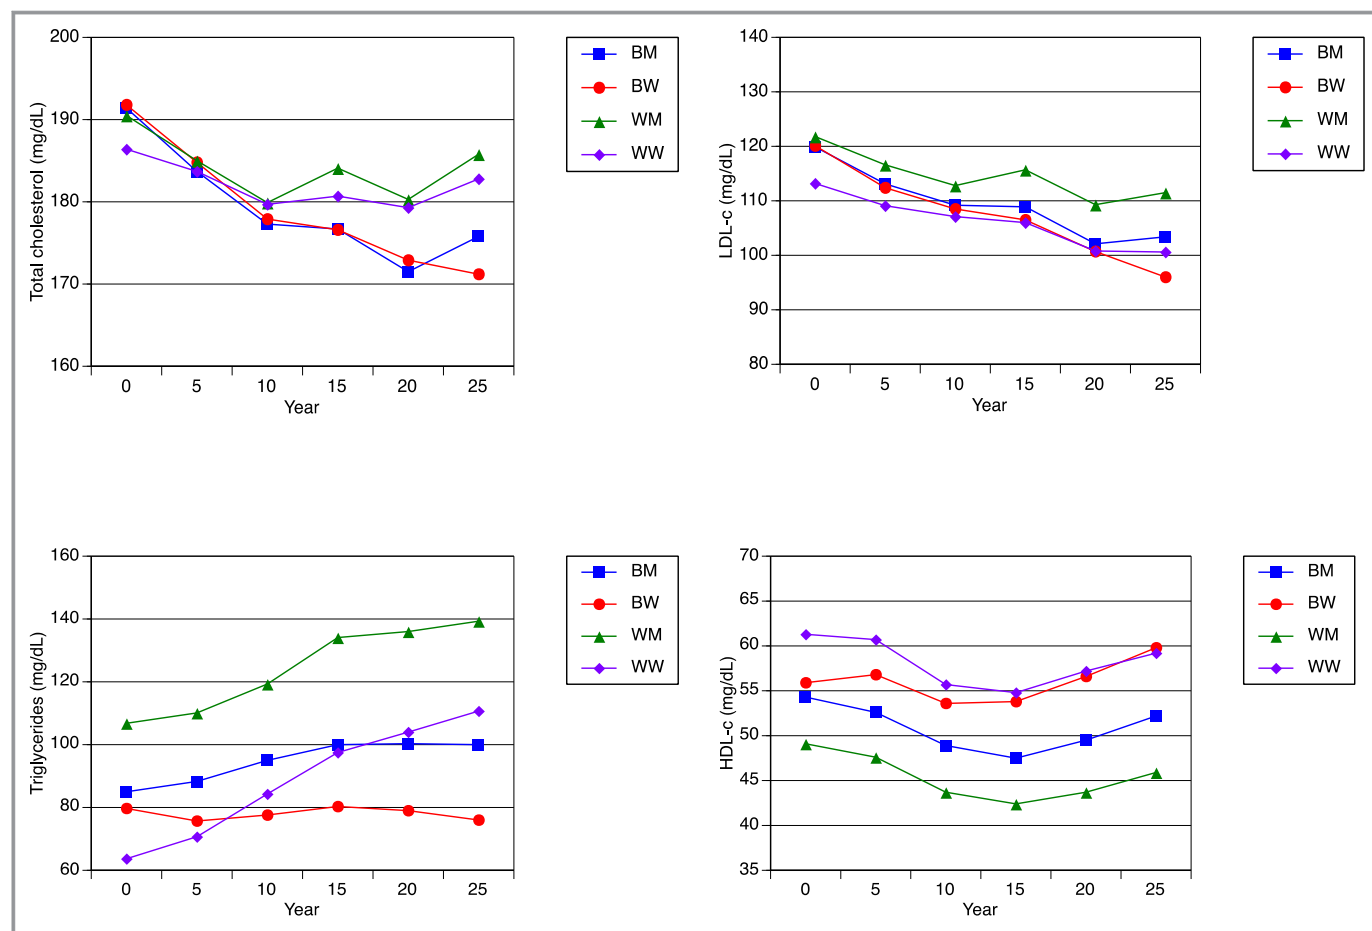 Total cholesterol (mg/dL)
200
190
180
170
160
0 5 10 15 20 25
Year
BM
BW
WM
WW
LDL-c (mg/dL)
140
130
120
110
100
90
80
0 5 10 15 20 25
Year
BM
BW
WM
WW
Triglycerides (mg/dL)
160
140
120
100
80
60
0 5 10 15 20 25
Year
BM
BW
WM
WW
HDL-c (mg/dL)
70
65
60
55
50
45
40
35
0 5 10 15 20 25
Year
BM
BW
WM
WW